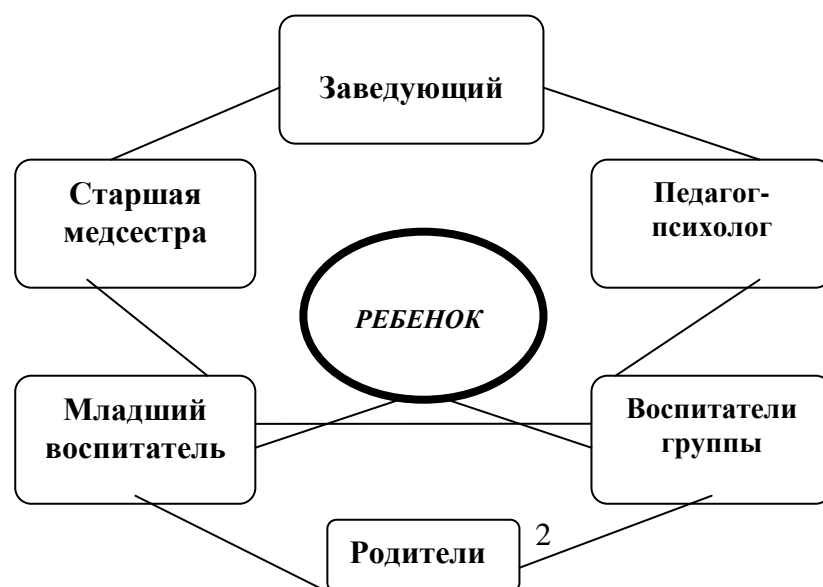 Заведующий
Старшая
медсестра
Педагог-
психолог
РЕБЕНОК
Младший
воспитатель
Воспитатели
группы
Родители
2